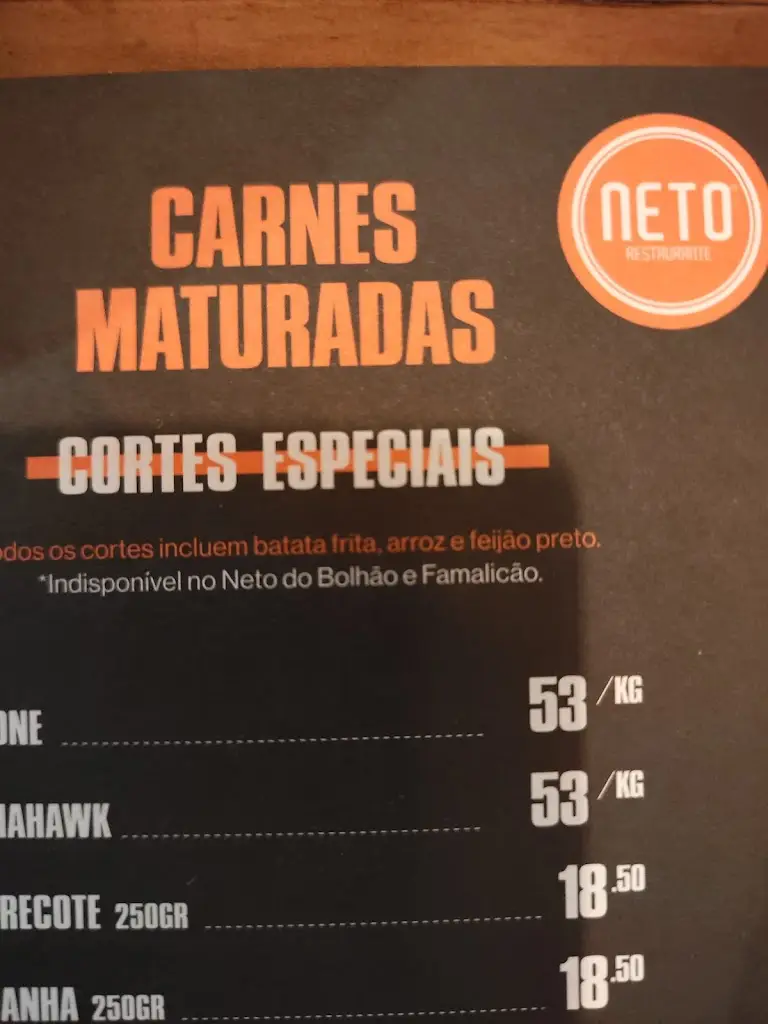 NETO
RESTAURANTE
CARNES
MATURADAS
CORTES ESPECIAIS
odos os cortes incluem batata frita, arroz e feijão preto.
*Indisponível no Neto do Bolhão e Famalicão.
ONE 53 /KG
AHAWK 53 /KG
RECOTE 250GR 18.50
ANHA 250GR 18.50